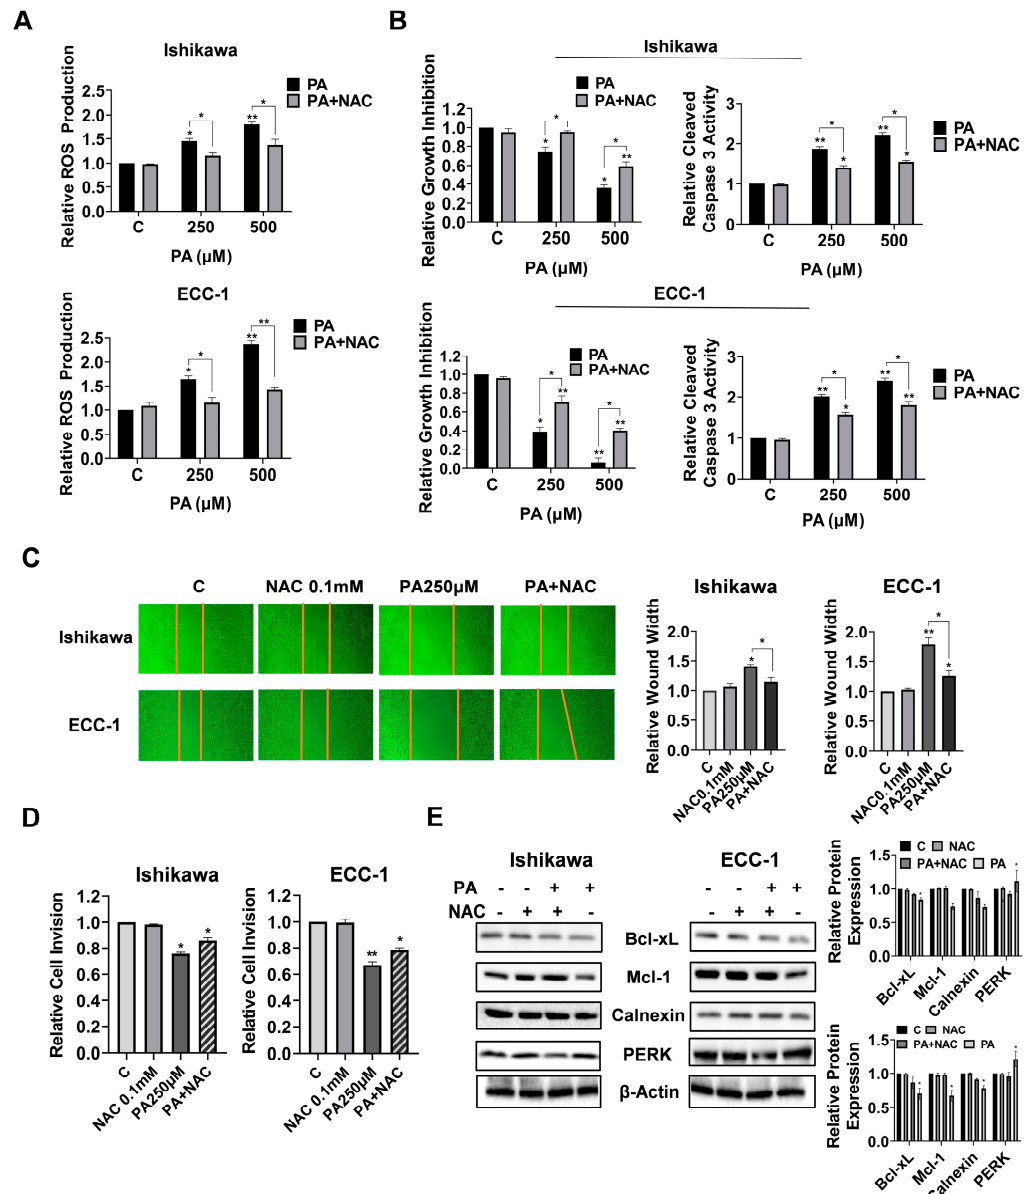 A
B
Ishikawa
Ishikawa
PA
PA+NAC
Relative ROS Production
2.5
2.0
1.5
1.0
0.5
0.0
*
*
**
*
C
250
500
PA (µM)
PA
PA+NAC
Relative Growth Inhibition
1.2
1.0
0.8
0.6
0.4
0.2
0
*
*
*
*
**
C
250
500
PA (µM)
Relative Cleaved
Caspase 3 Activity
3
2
1
0
**
*
*
**
*
*
C
250
500
PA (µM)
PA
PA+NAC
ECC-1
ECC-1
PA
PA+NAC
Relative ROS Production
2.5
2.0
1.5
1.0
0.5
0.0
*
*
**
**
C
250
500
PA (µM)
PA
PA+NAC
Relative Growth Inhibition
1.2
1.0
0.8
0.6
0.4
0.2
0.0
*
*
**
**
*
**
C
250
500
PA (µM)
Relative Cleaved
Caspase 3 Activity
3
2
1
0
**
*
*
**
*
**
C
250
500
PA (µM)
PA
PA+NAC
C
C
NAC 0.1mM
PA250µM
PA+NAC
Ishikawa
ECC-1
Ishikawa
Relative Wound Width
2.0
1.5
1.0
0.5
0.0
*
*
C
NAC0.1mM
PA250µM
PA+NAC
ECC-1
Relative Wound Width
2.0
1.5
1.0
0.5
0.0
**
*
*
C
NAC0.1mM
PA250µM
PA+NAC
D
Ishikawa
Relative Cell Invision
1.2
1.0
0.8
0.6
0.4
0.2
0.0
*
*
C
NAC 0.1mM
PA250µM
PA+NAC
ECC-1
Relative Cell Invision
1.2
1.0
0.8
0.6
0.4
0.2
0.0
**
*
C
NAC 0.1mM
PA250µM
PA+NAC
E
Ishikawa
ECC-1
PA - - + + - - + +
NAC - + + - - + + -
Bcl-xL
Mcl-1
Calnexin
PERK
β-Actin
C NAC
PA+NAC PA
Relative Protein
Expression
1.5
1.0
0.5
0.0
*
*
*
*
Bcl-xL
Mcl-1
Calnexin
PERK
C NAC
PA+NAC PA
Relative Protein
Expression
1.5
1.0
0.5
0.0
*
*
*
*
Bcl-xL
Mcl-1
Calnexin
PERK